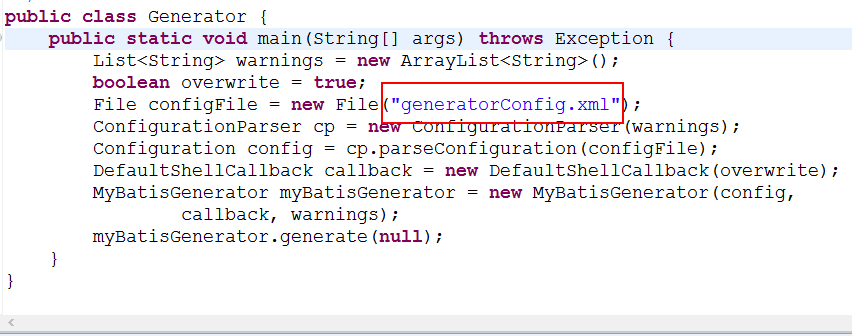 public class Generator {
    public static void main(String[] args) throws Exception {
        List<String> warnings = new ArrayList<String>();
        boolean overwrite = true;
        File configFile = new File("generatorConfig.xml");
        ConfigurationParser cp = new ConfigurationParser(warnings);
        Configuration config = cp.parseConfiguration(configFile);
        DefaultShellCallback callback = new DefaultShellCallback(overwrite);
        MyBatisGenerator myBatisGenerator = new MyBatisGenerator(config,
                callback, warnings);
        myBatisGenerator.generate(null);
    }
}